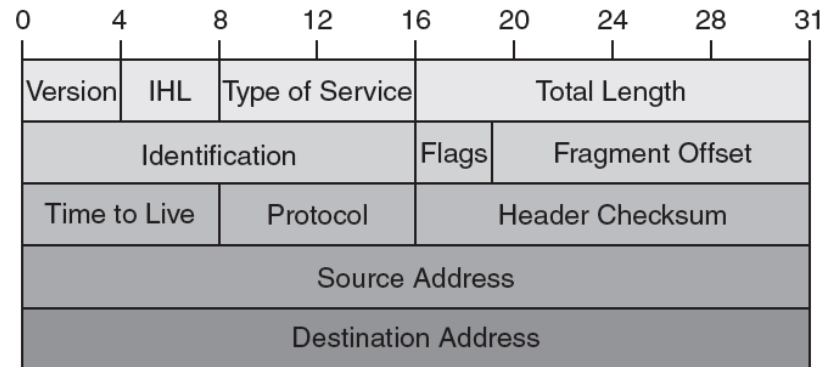 0 4 8 12 16 20 24 28 31
Version IHL Type of Service Total Length
Identification Flags Fragment Offset
Time to Live Protocol Header Checksum
Source Address
Destination Address